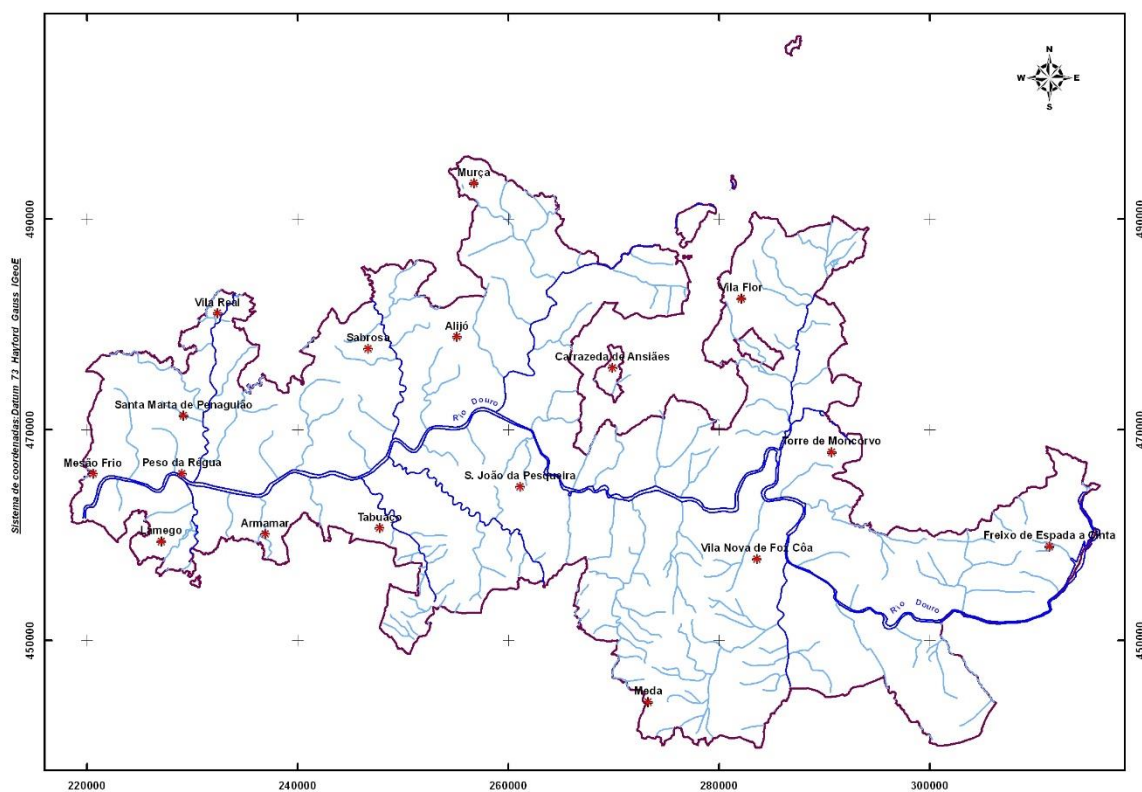 N
W E
S
Murça
490000
490000
Vila Flor
Vila Real
Sabrosa
Alijó
Carrazeda de Ansiães
Sistema de coordenadas:Datum 73 Hayford Gauss IGeoE
Santa Marta de Penaguião
Rio Douro
470000
470000
Torre de Moncorvo
Mesão Frio
Peso da Régua
S. João da Pesqueira
Lamego
Armamar
Tabuaço
Freixo de Espada a Cinta
Vila Nova de Foz Côa
Rio Douro
450000
450000
Meda
220000
240000
260000
280000
300000